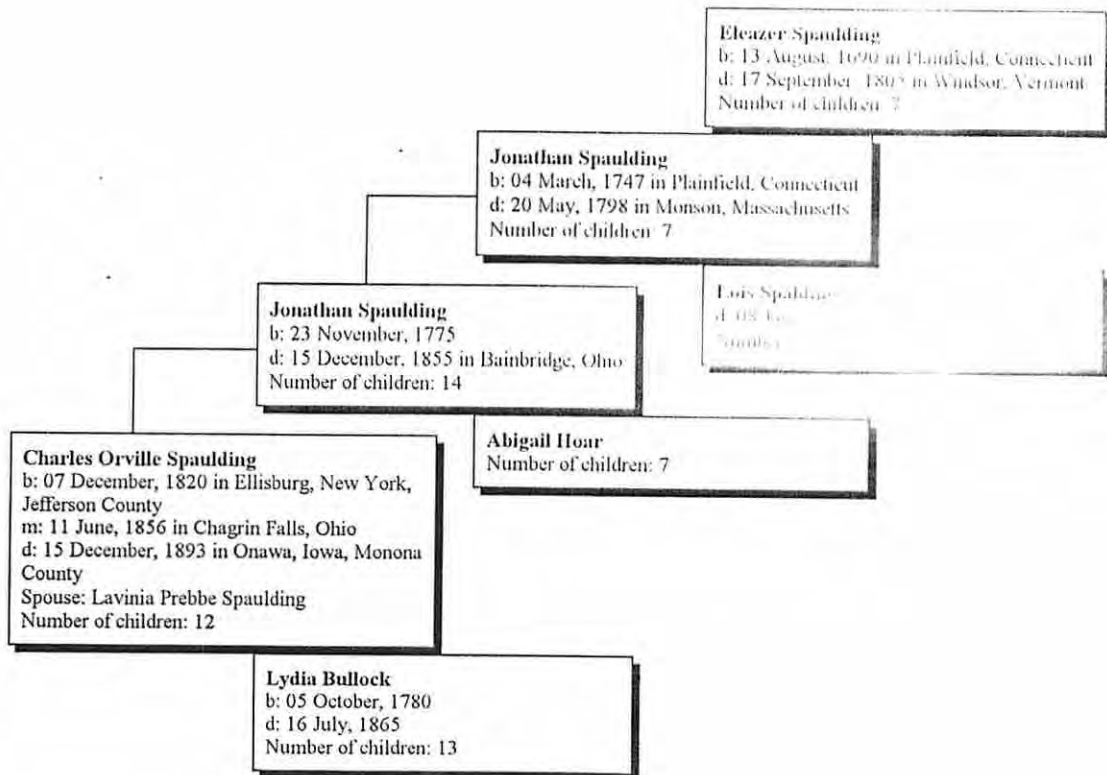 Eleazer Spaulding
b: 13 August, 1690 in Plainfield, Connecticut
d: 17 September, in Windsor, Vermont
Number of children: 7
Jonathan Spaulding
b: 04 March, 1747 in Plainfield, Connecticut
d: 20 May, 1798 in Monson, Massachusetts
Number of children: 7
Lois
d: 08
Number
Jonathan Spaulding
b: 23 November, 1775
d: 15 December, 1855 in Bainbridge, Ohio
Number of children: 14
Abigail Hoar
Number of children: 7
Charles Orville Spaulding
b: 07 December, 1820 in Ellisburg, New York,
Jefferson County
m: 11 June, 1856 in Chagrin Falls, Ohio
d: 15 December, 1893 in Onawa, Iowa, Monona
County
Spouse: Lavinia Prebbe Spaulding
Number of children: 12
Lydia Bullock
b: 05 October, 1780
d: 16 July, 1865
Number of children: 13